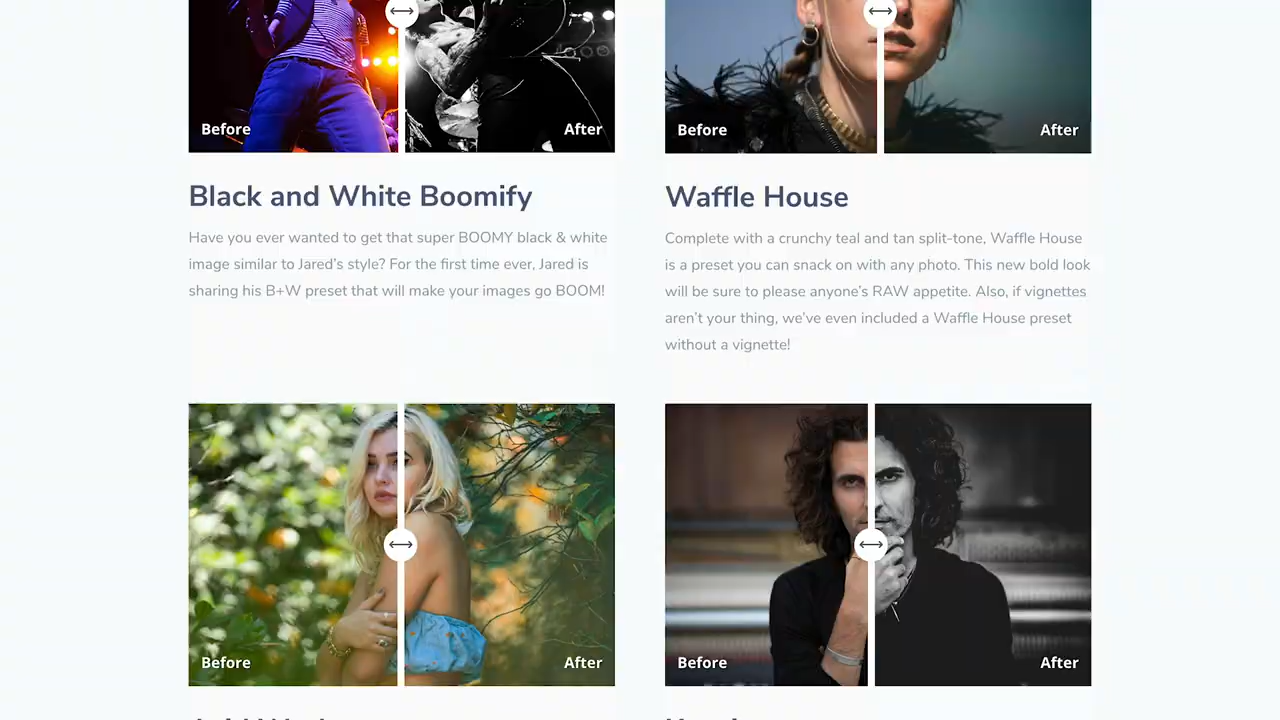 Before
After
Before
After
Black and White Boomify
Have you ever wanted to get that super BOOMY black & white
image similar to Jared’s style? For the first time ever, Jared is
sharing his B+W preset that will make your images go BOOM!
Waffle House
Complete with a crunchy teal and tan split-tone, Waffle House
is a preset you can snack on with any photo. This new bold look
will be sure to please anyone’s RAW appetite. Also, if vignettes
aren’t your thing, we’ve even included a Waffle House preset
without a vignette!
Before
After
Before
After